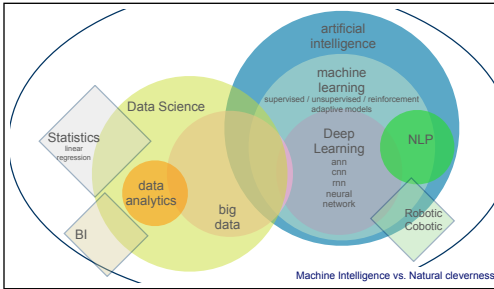 artificial
intelligence
machine
learning
supervised / unsupervised / reinforcement
adaptive models
Data Science
Statistics
linear
regression
Deep
Learning
ann
cnn
rnn
neural
network
NLP
data
analytics
big
data
BI
Robotic
Cobotic
Machine Intelligence vs. Natural cleverness